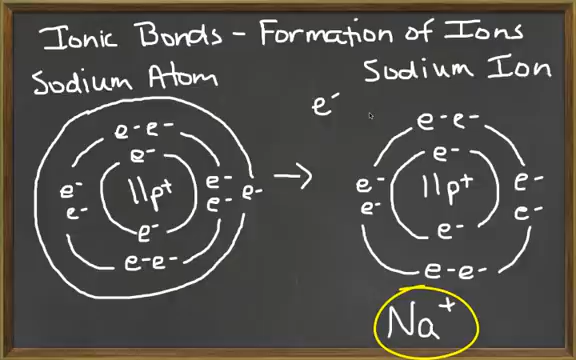 Ionic Bonds - Formation of Ions
Sodium Atom
Sodium Ion
e-
e- e-
e-
e-
e-
11p+
e-
e-
e-
e-
e- e-
e- e-
e-
e-
e-
11p+
e-
e-
e-
e- e-
Na+